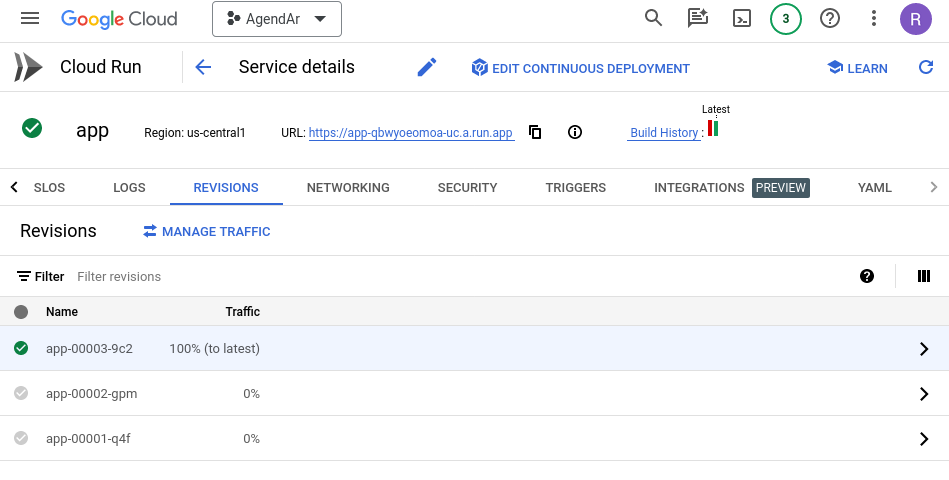 Google Cloud AgendAr 3 R
Cloud Run Service details EDIT CONTINUOUS DEPLOYMENT LEARN
Latest
app Region: us-central1 URL: https://app-qbwyoeomoa-uc.a.run.app Build History :
SLOS LOGS REVISIONS NETWORKING SECURITY TRIGGERS INTEGRATIONS PREVIEW YAML
Revisions MANAGE TRAFFIC
Filter Filter revisions
Name Traffic
app-00003-9c2 100% (to latest)
app-00002-gpm 0%
app-00001-q4f 0%